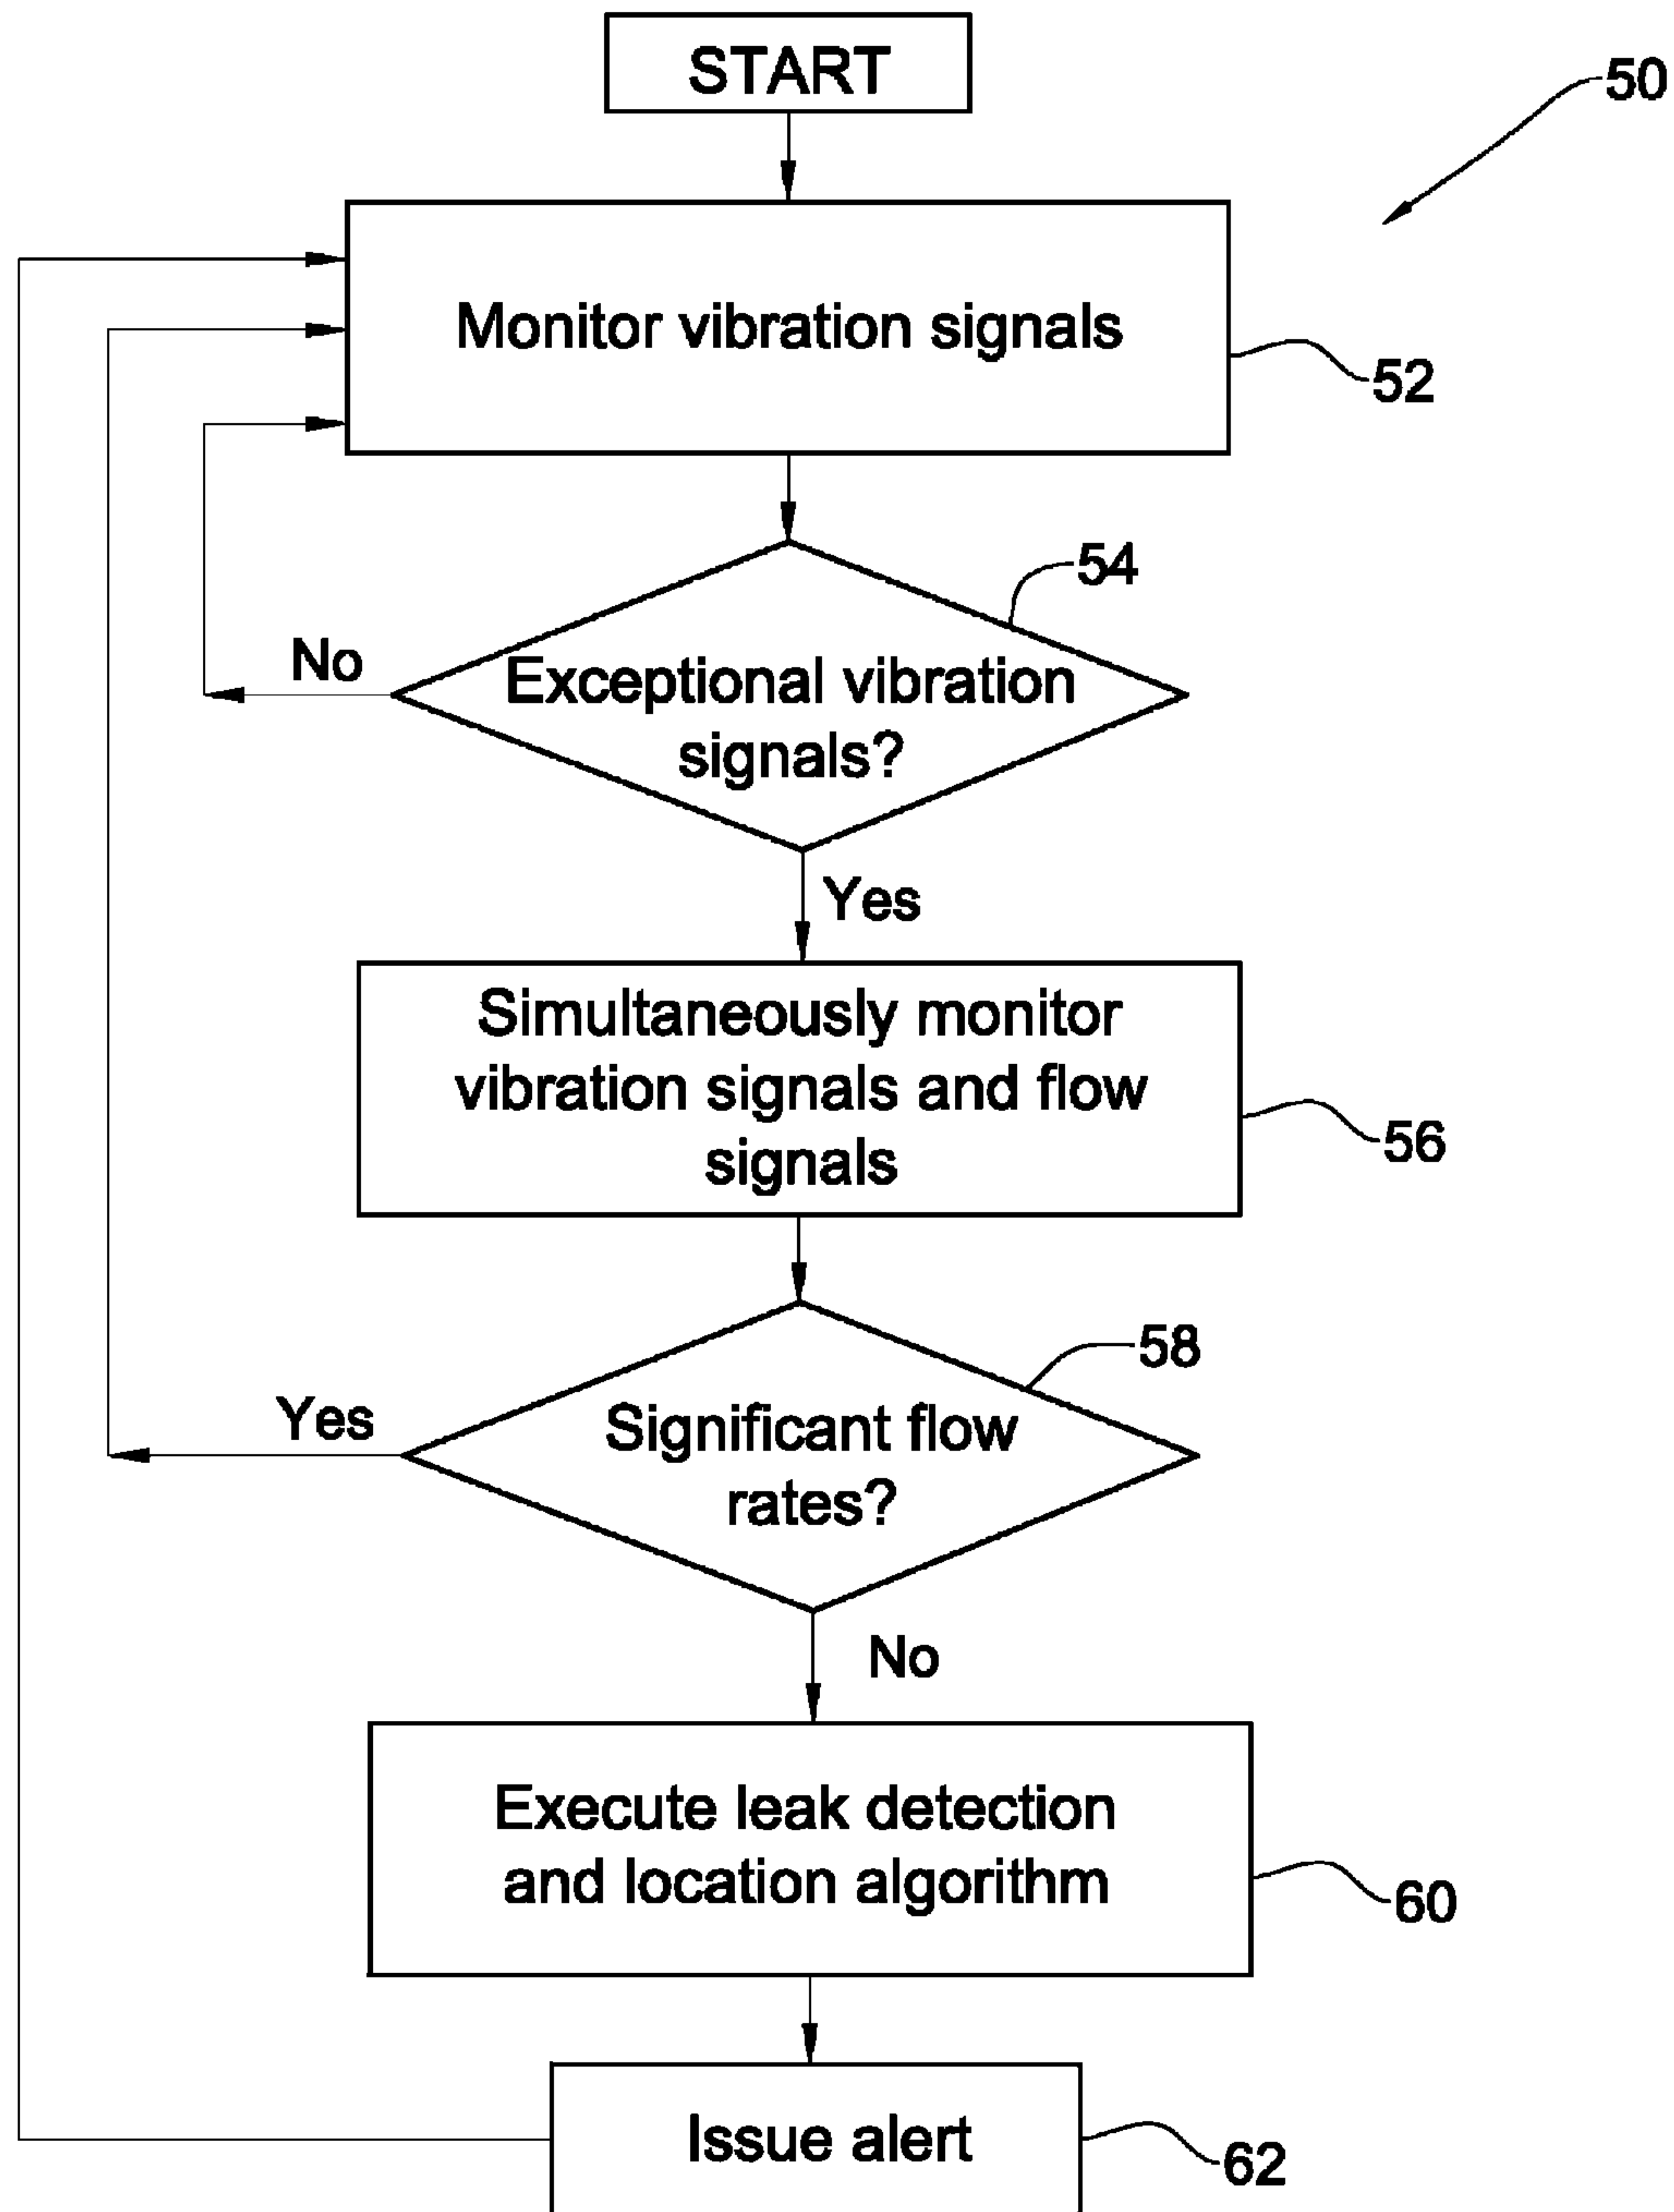 START
50
Monitor vibration signals
52
54
No
Exceptional vibration
signals?
Yes
Simultaneously monitor
vibration signals and flow
signals
56
58
Yes
Significant flow
rates?
No
Execute leak detection
and location algorithm
60
Issue alert
62